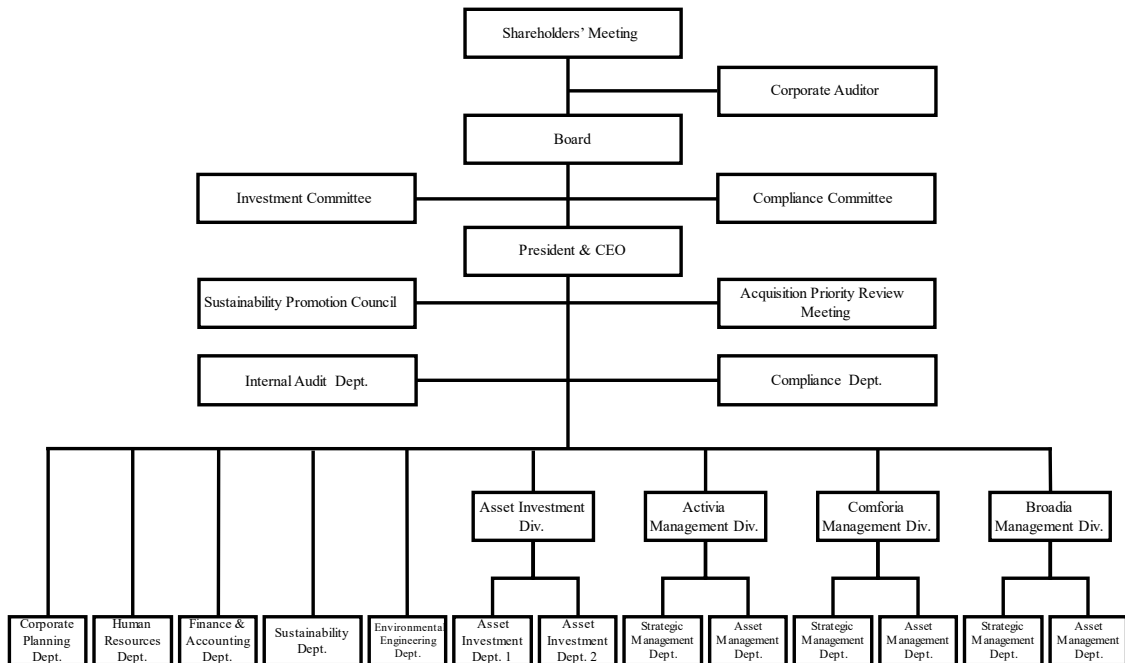 Shareholders’ Meeting
Corporate Auditor
Board
Investment Committee
Compliance Committee
President & CEO
Sustainability Promotion Council
Acquisition Priority Review
Meeting
Internal Audit Dept.
Compliance Dept.
Asset Investment
Div.
Activia
Management Div.
Comforia
Management Div.
Broadia
Management Div.
Corporate
Planning
Dept.
Human
Resources
Dept.
Finance &
Accounting
Dept.
Sustainability
Dept.
Environmental
Engineering
Dept.
Asset
Investment
Dept. 1
Asset
Investment
Dept. 2
Strategic
Management
Dept.
Asset
Management
Dept.
Strategic
Management
Dept.
Asset
Management
Dept.
Strategic
Management
Dept.
Asset
Management
Dept.